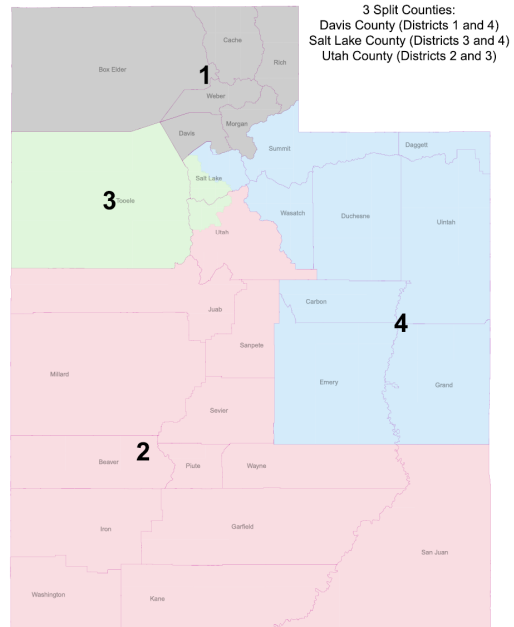 3 Split Counties:
Davis County (Districts 1 and 4)
Salt Lake County (Districts 3 and 4)
Utah County (Districts 2 and 3)
Cache
Rich
Box Elder
1
Weber
Morgan
Davis
Summit
Daggett
Salt Lake
3
Tooele
Wasatch
Duchesne
Uintah
Utah
Carbon
Juab
4
Sanpete
Millard
Emery
Grand
Sevier
2
Beaver
Piute
Wayne
Iron
Garfield
San Juan
Washington
Kane